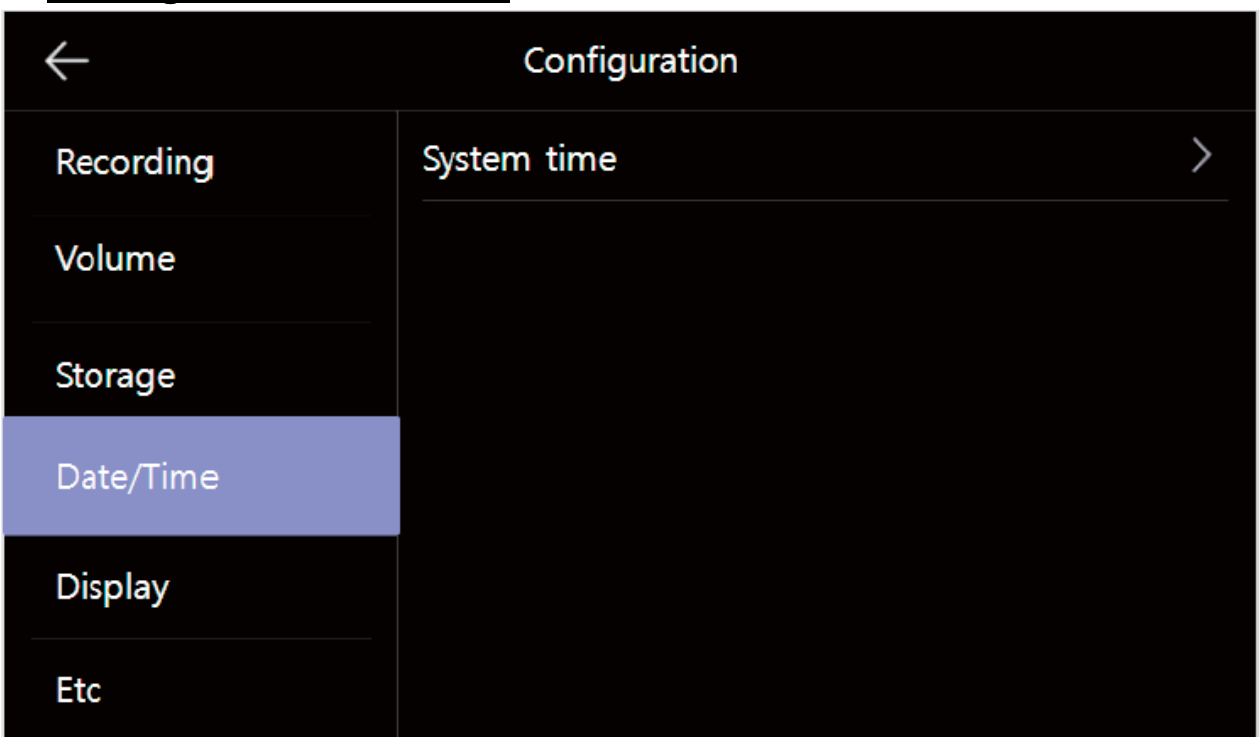 Configuration
Recording
System time
Volume
Storage
Date/Time
Display
Etc